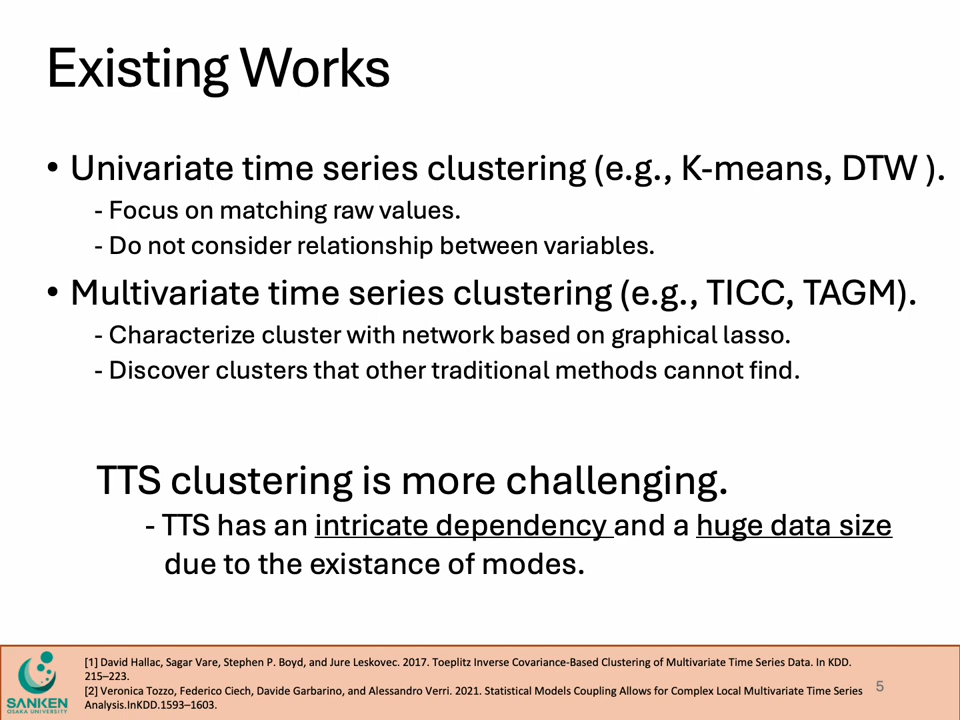 Existing Works
• Univariate time series clustering (e.g., K-means, DTW ).
- Focus on matching raw values.
- Do not consider relationship between variables.
• Multivariate time series clustering (e.g., TICC, TAGM).
- Characterize cluster with network based on graphical lasso.
- Discover clusters that other traditional methods cannot find.
TTS clustering is more challenging.
- TTS has an intricate dependency and a huge data size
due to the existance of modes.
[1] David Hallac, Sagar Vare, Stephen P. Boyd, and Jure Leskovec. 2017. Toeplitz Inverse Covariance-Based Clustering of Multivariate Time Series Data. In KDD.
215–223.
[2] Veronica Tozzo, Federico Ciech, Davide Garbarino, and Alessandro Verri. 2021. Statistical Models Coupling Allows for Complex Local Multivariate Time Series
Analysis.InKDD.1593–1603.
5
SANKEN
OSAKA UNIVERSITY